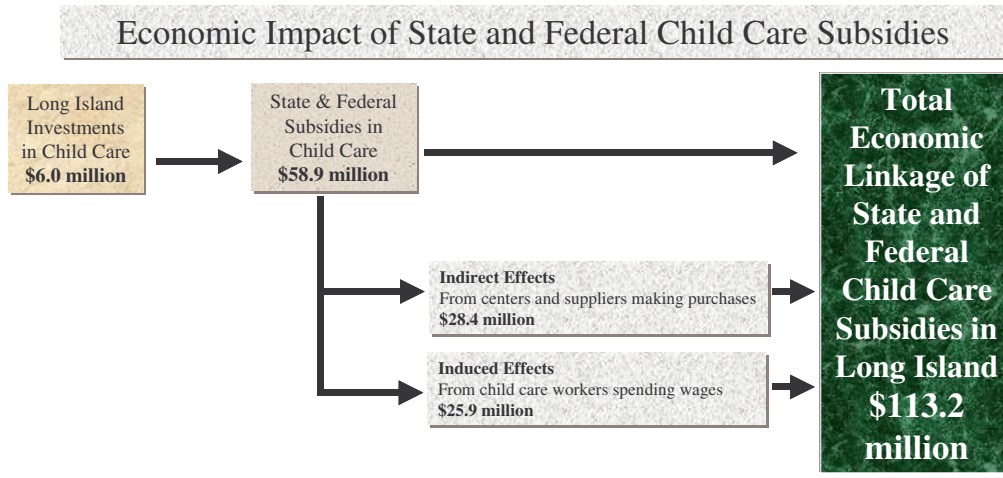 Economic Impact of State and Federal Child Care Subsidies
Long Island
Investments
in Child Care
$6.0 million
State & Federal
Subsidies in
Child Care
$58.9 million
Indirect Effects
From centers and suppliers making purchases
$28.4 million
Induced Effects
From child care workers spending wages
$25.9 million
Total
Economic
Linkage of
State and
Federal
Child Care
Subsidies in
Long Island
$113.2
million